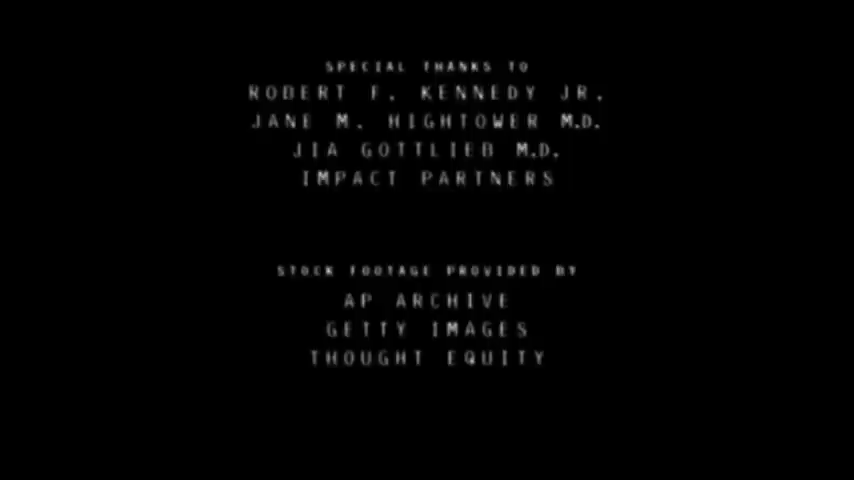 SPECIAL THANKS TO
ROBERT F. KENNEDY JR.
JANE M. HIGHTOWER M.D.
JIA GOTTLIEB M.D.
IMPACT PARTNERS
STOCK FOOTAGE PROVIDED BY
AP ARCHIVE
GETTY IMAGES
THOUGHT EQUITY